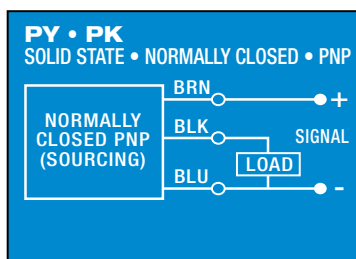 PY • PK
SOLID STATE • NORMALLY CLOSED • PNP
BRN
+
NORMALLY
CLOSED PNP
(SOURCING)
BLK
SIGNAL
LOAD
BLU
-